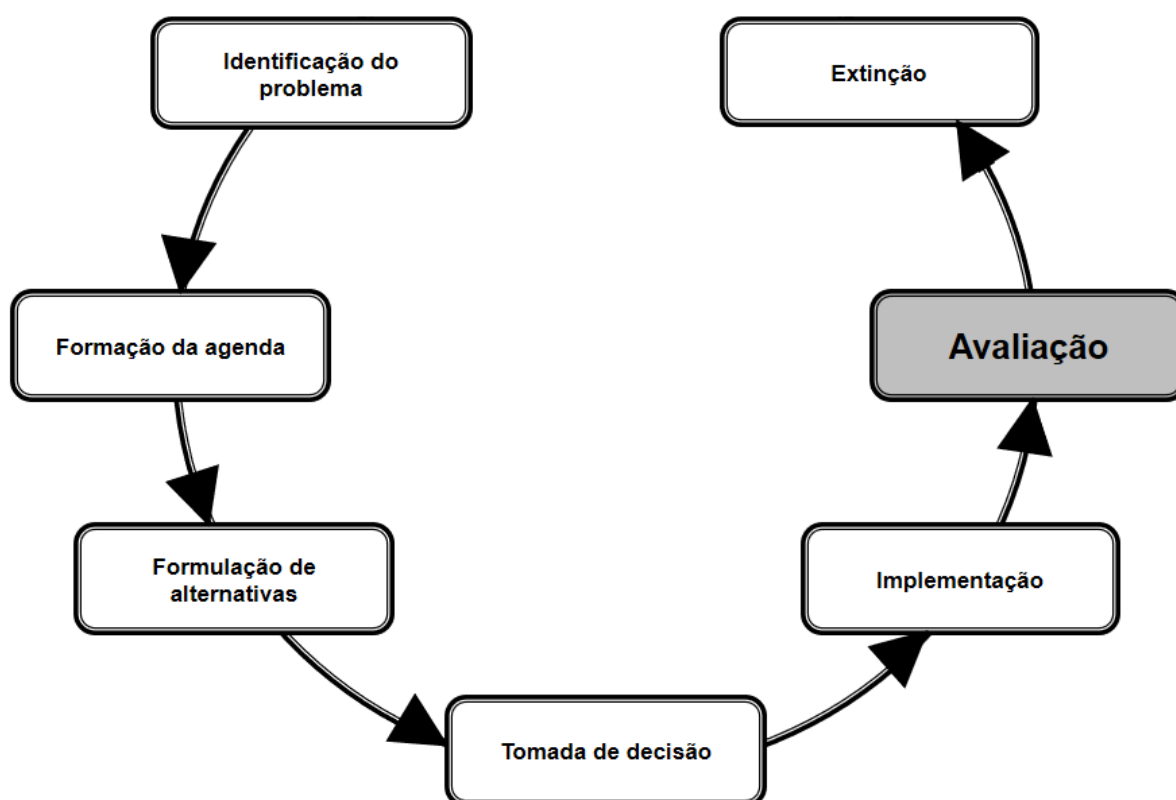 Identificação do
problema
Extinção
Formação da agenda
Avaliação
Formulação de
alternativas
Implementação
Tomada de decisão